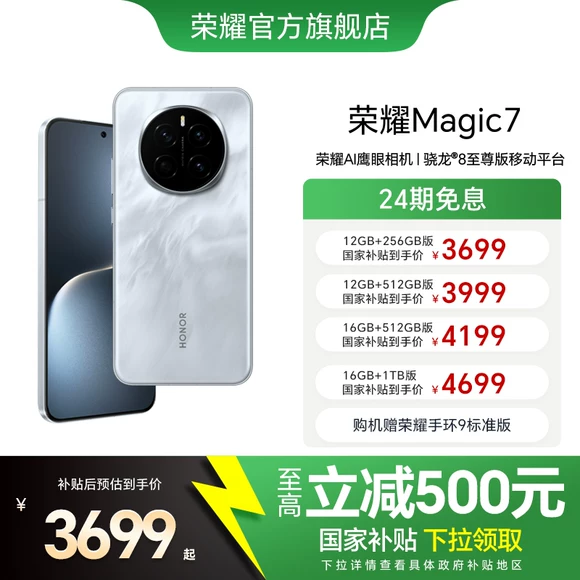 荣耀官方旗舰店
荣耀Magic7
荣耀AI鹰眼相机 | 骁龙®8至尊版移动平台
24期免息
12GB+256GB版
国家补贴到手价 ¥3699
12GB+512GB版
国家补贴到手价 ¥3999
16GB+512GB版
国家补贴到手价 ¥4199
16GB+1TB版
国家补贴到手价 ¥4699
购机赠荣耀手环9标准版
HONOR
补贴后预估到手价
¥3699起
至高立减500元
国家补贴 下拉领取
下拉详情查看具体政府补贴地区